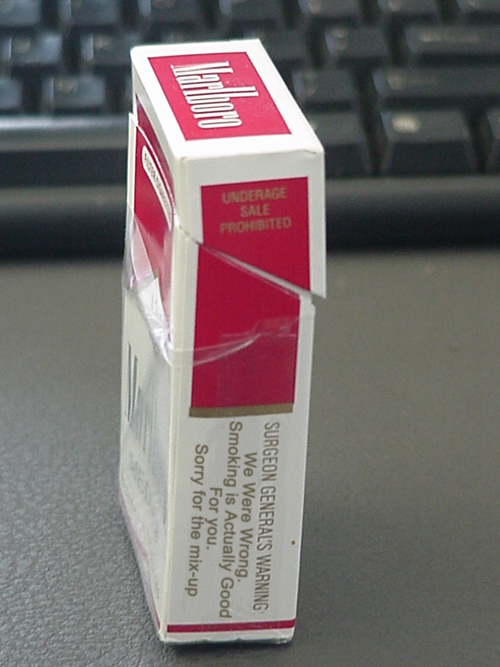 Marlboro
UNDERAGE
SALE
PROHIBITED
SURGEON GENERAL'S WARNING:
We Were Wrong.
Smoking is Actually Good
For you.
Sorry for the mix-up